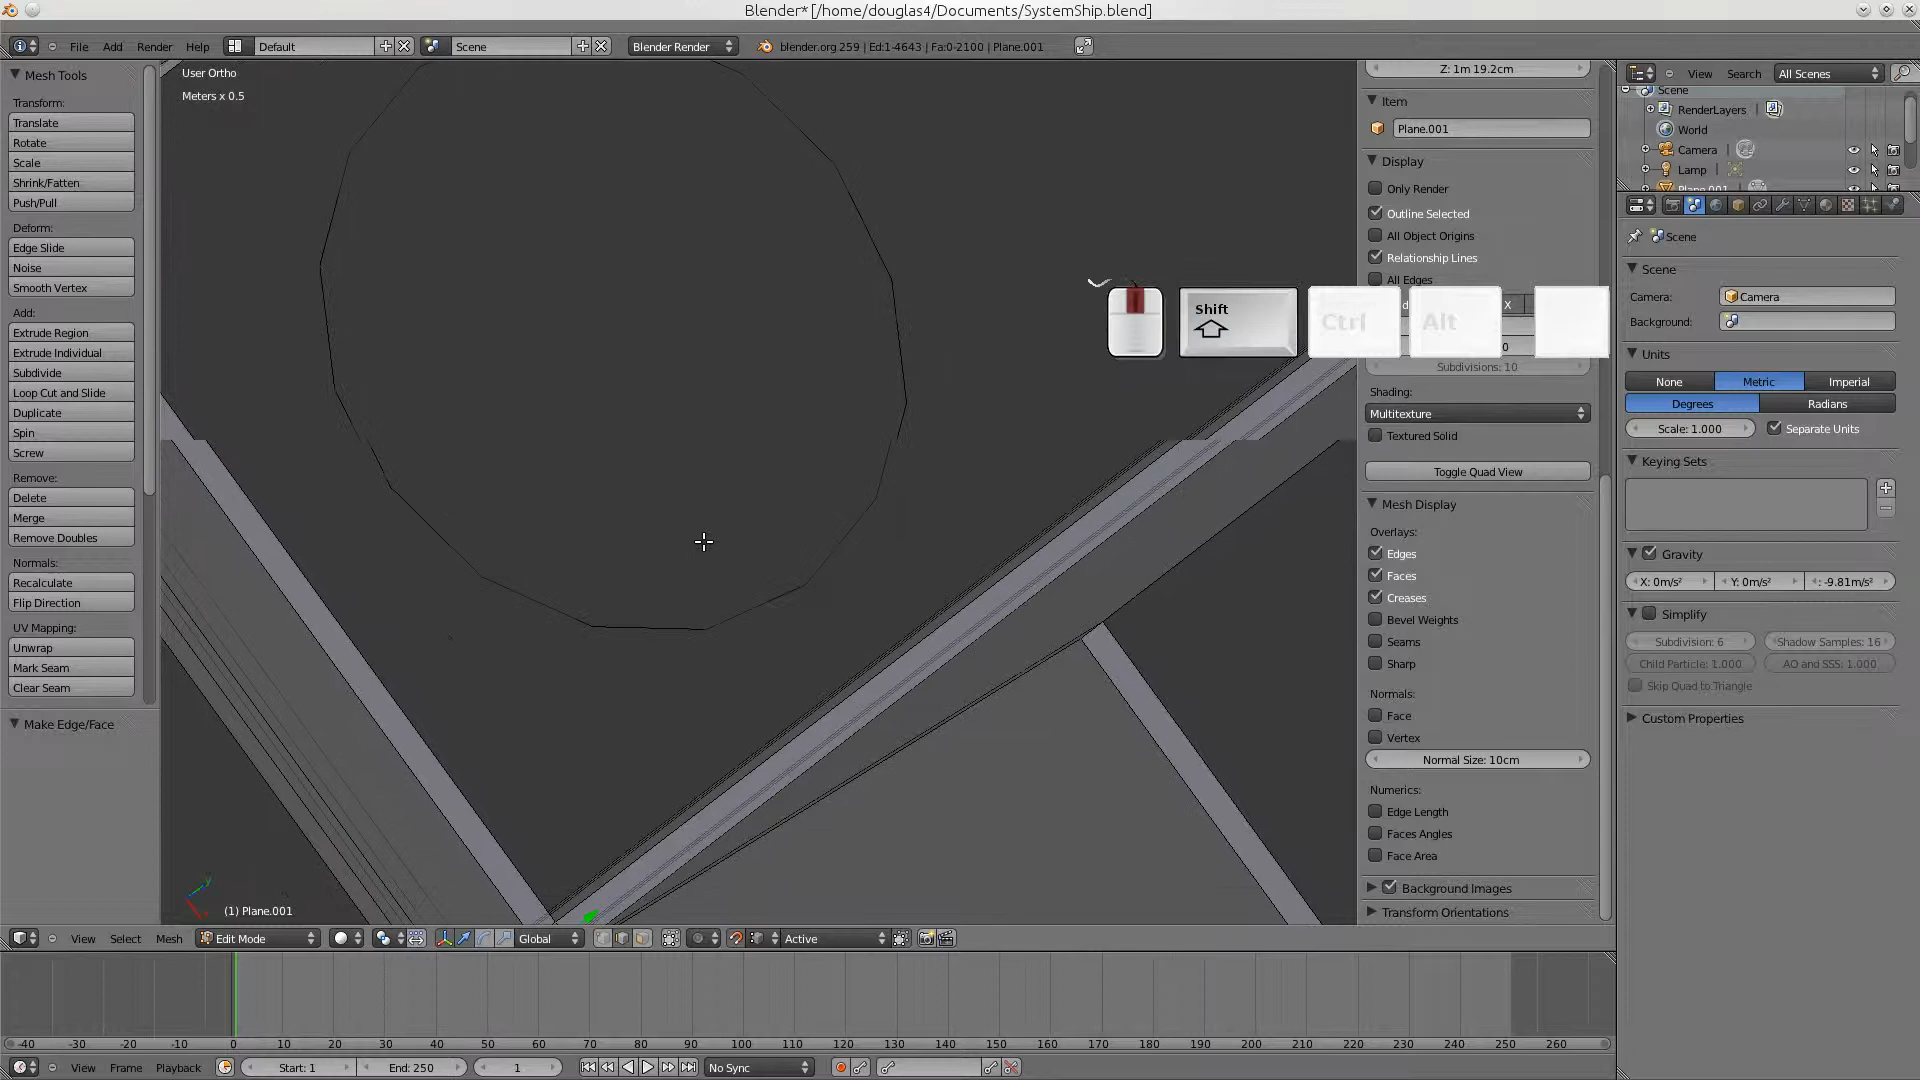 Blender* [/home/douglas4/Documents/SystemShip.blend]
File Add Render Help Default Scene Blender Render blender.org 259 | Ed:1-4643 | Fa:0-2100 | Plane.001
Mesh Tools
Transform:
Translate
Rotate
Scale
Shrink/Fatten
Push/Pull
Deform:
Edge Slide
Noise
Smooth Vertex
Add:
Extrude Region
Extrude Individual
Subdivide
Loop Cut and Slide
Duplicate
Spin
Screw
Remove:
Delete
Merge
Remove Doubles
Normals:
Recalculate
Flip Direction
UV Mapping:
Unwrap
Mark Seam
Clear Seam
Make Edge/Face
User Ortho
Meters x 0.5
Shift
Ctrl
Alt
(1) Plane.001
Z: 1m 19.2cm
Item
Plane.001
Display
Only Render
Outline Selected
All Object Origins
Relationship Lines
All Edges
X
Subdivisions: 10
Shading:
Multitexture
Textured Solid
Toggle Quad View
Mesh Display
Overlays:
Edges
Faces
Creases
Bevel Weights
Seams
Sharp
Normals:
Face
Vertex
Normal Size: 10cm
Numerics:
Edge Length
Faces Angles
Face Area
Background Images
Transform Orientations
View Search All Scenes
Scene
RenderLayers
World
Camera
Lamp
Plane.001
Scene
Scene
Camera: Camera
Background:
Units
None Metric Imperial
Degrees Radians
Scale: 1.000 Separate Units
Keying Sets
Gravity
X: 0m/s² Y: 0m/s² : -9.81m/s²
Simplify
Subdivision: 6 Shadow Samples: 16
Child Particle: 1.000 AO and SSS: 1.000
Skip Quad to Triangle
Custom Properties
View Select Mesh Edit Mode Global Active
-40 -30 -20 -10 0 10 20 30 40 50 60 70 80 90 100 110 120 130 140 150 160 170 180 190 200 210 220 230 240 250 260
View Frame Playback Start: 1 End: 250 1 No Sync